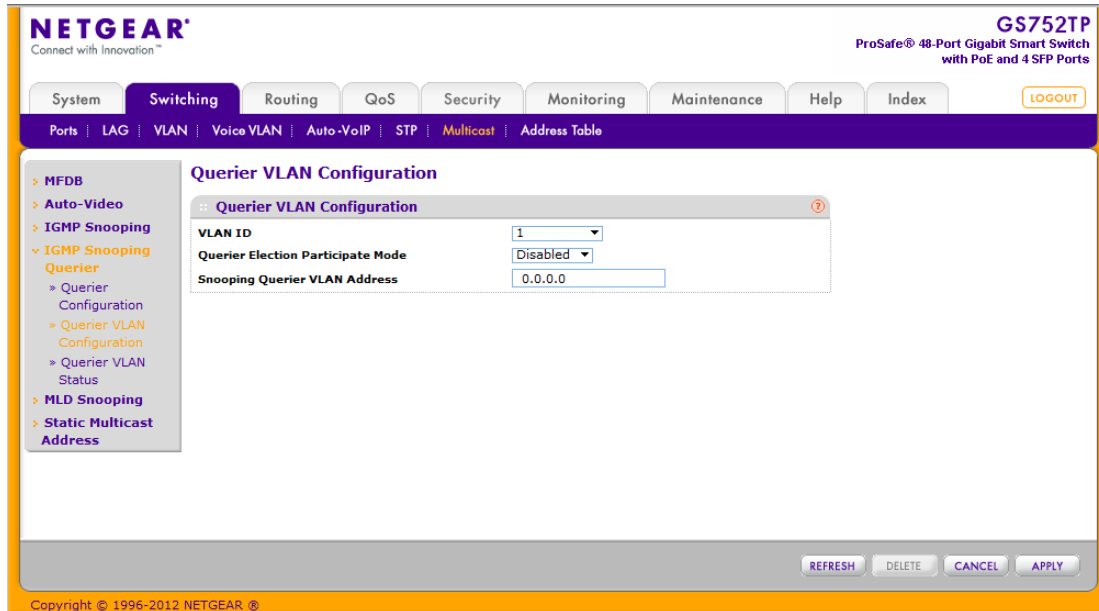 NETGEAR®
Connect with Innovation™
GS752TP
ProSafe® 48-Port Gigabit Smart Switch
with PoE and 4 SFP Ports
System Switching Routing QoS Security Monitoring Maintenance Help Index LOGOUT
Ports | LAG | VLAN | Voice VLAN | Auto-VoIP | STP | Multicast | Address Table
MFDB
Auto-Video
IGMP Snooping
IGMP Snooping
Querier
» Querier
Configuration
» Querier VLAN
Configuration
» Querier VLAN
Status
MLD Snooping
Static Multicast
Address
Querier VLAN Configuration
Querier VLAN Configuration ?
VLAN ID 1
Querier Election Participate Mode Disabled
Snooping Querier VLAN Address 0.0.0.0
REFRESH DELETE CANCEL APPLY
Copyright © 1996-2012 NETGEAR ®